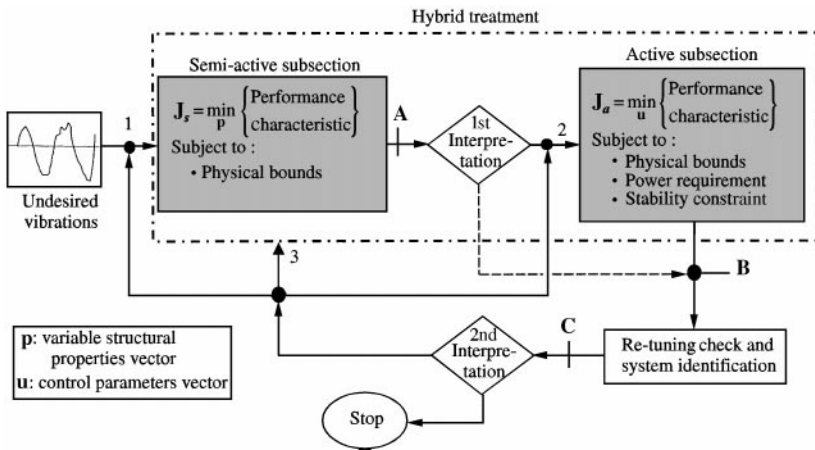 Hybrid treatment
Semi-active subsection
J_s = min_p {Performance characteristic}
Subject to :
• Physical bounds
A
1st
Interpre-
tation
Active subsection
J_a = min_u {Performance characteristic}
Subject to :
• Physical bounds
• Power requirement
• Stability constraint
1
2
Undesired
vibrations
3
B
p: variable structural
properties vector
u: control parameters vector
2nd
Interpre-
tation
C
Re-tuning check and
system identification
Stop